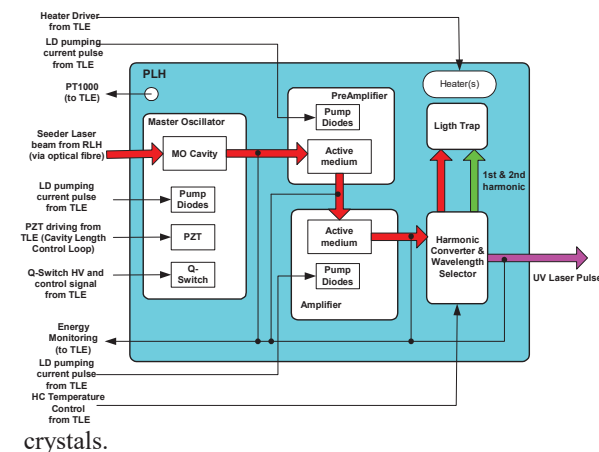 Heater Driver
from TLE
LD pumping
current pulse
from TLE
PLH
PT1000
(to TLE)
Heater(s)
PreAmplifier
Pump
Diodes
Ligth Trap
Master Oscillator
Seeder Laser
beam from RLH
(via optical fibre)
MO Cavity
Active
medium
1st & 2nd
harmonic
LD pumping
current pulse
from TLE
Pump
Diodes
PZT driving from
TLE (Cavity Length
Control Loop)
PZT
Active
medium
Harmonic
Converter &
Wavelength
Selector
Q-Switch HV and
control signal
from TLE
Q-
Switch
Pump
Diodes
UV Laser Pulse
Amplifier
Energy
Monitoring
(to TLE)
LD pumping
current pulse
from TLE
HC Temperature
Control
from TLE
crystals.